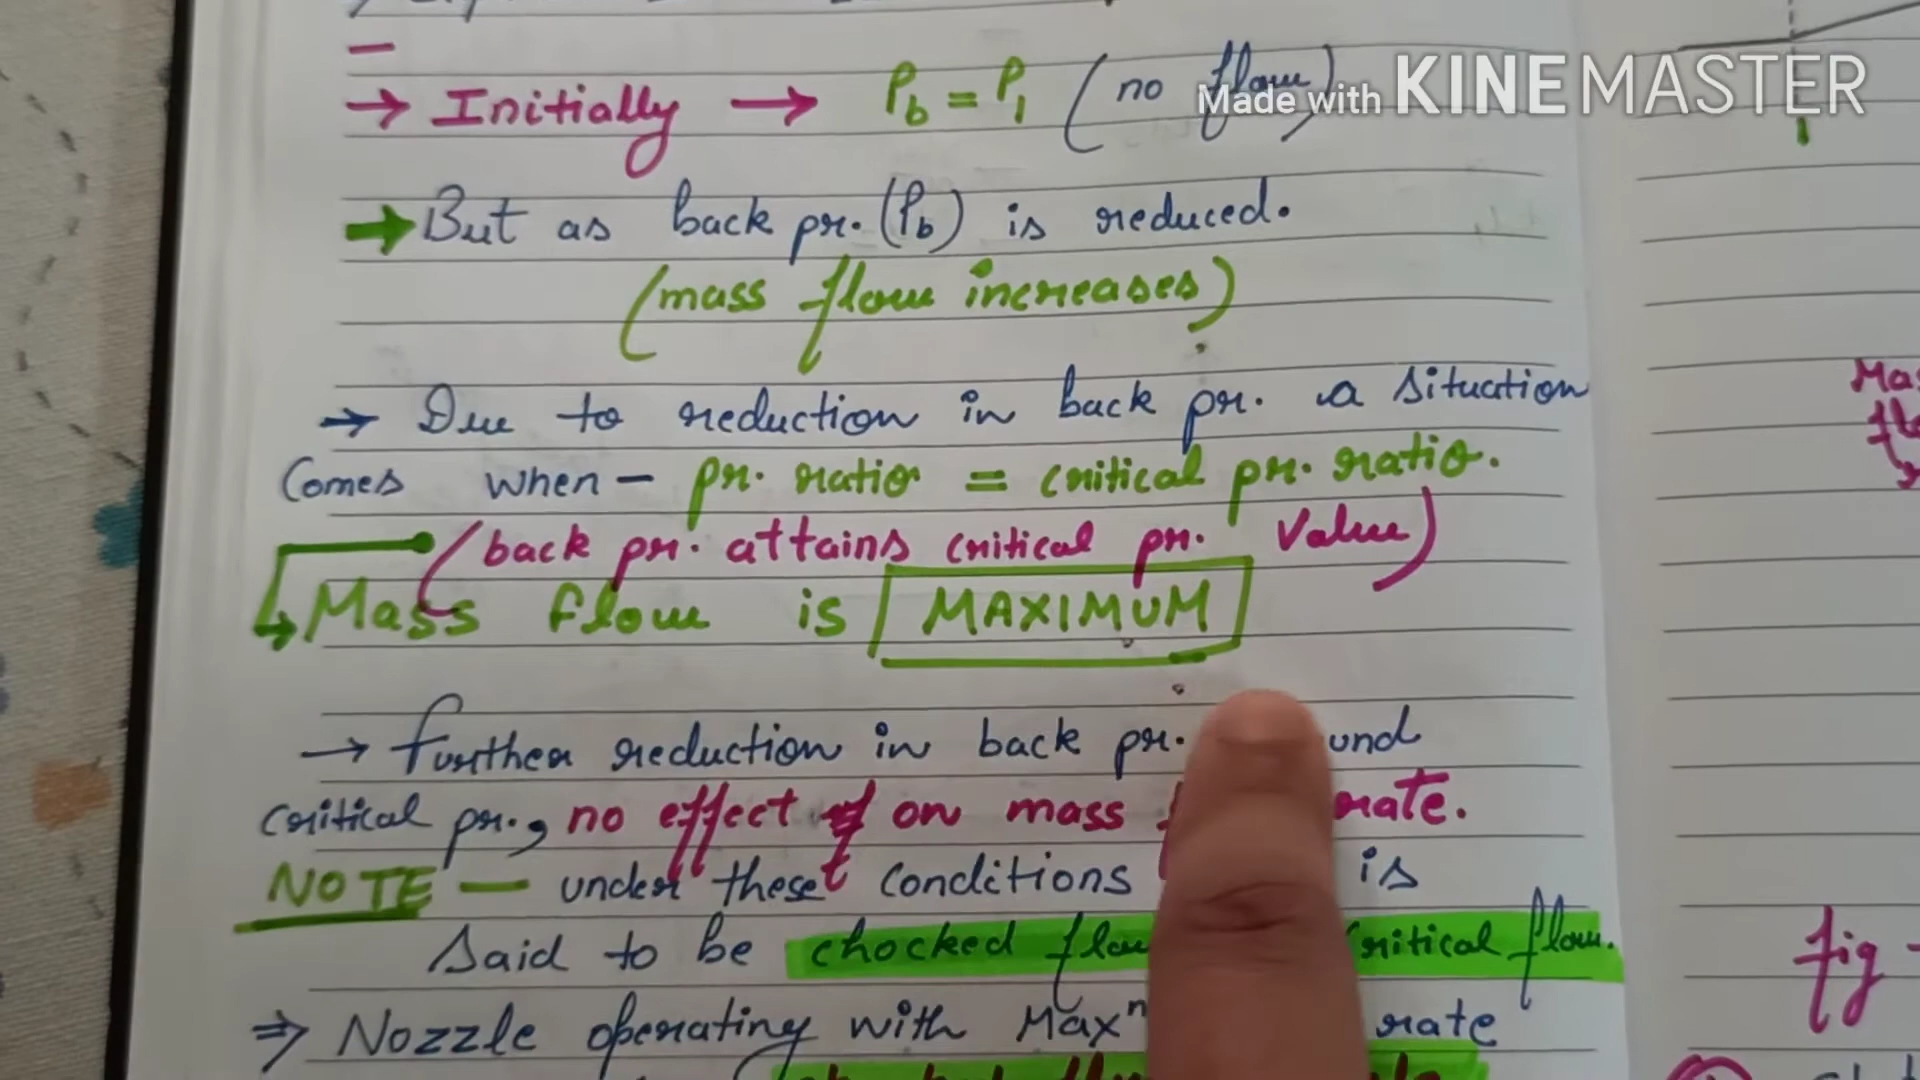 → Initially → Pb = P1 (no flow)
Made with KINEMASTER
→ But as back pr. (Pb) is reduced.
(mass flow increases)
→ Due to reduction in back pr. a situation
Comes when — pr. ratio = critical pr. ratio.
(back pr. attains critical pr. Value)
Mass flow is MAXIMUM
→ further reduction in back pr.
critical pr., no effect on mass rate.
NOTE — under these conditions is
Said to be chocked flow critical flow.
⇒ Nozzle operating with Maxⁿ rate
fig -